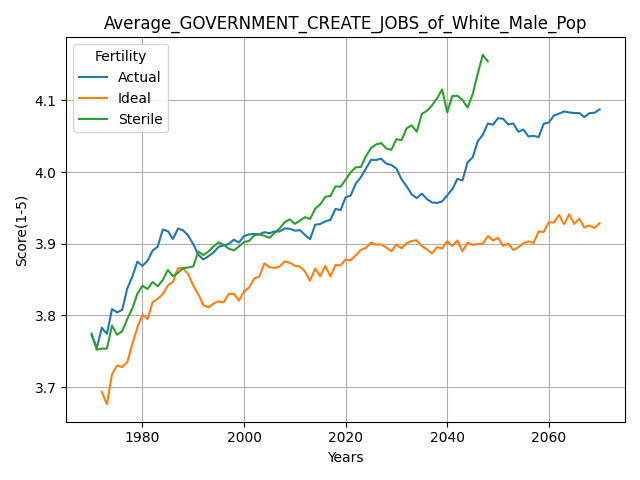 Average_GOVERNMENT_CREATE_JOBS_of_White_Male_Pop
Fertility
Actual
Ideal
Sterile
Score(1-5)
4.1
4.0
3.9
3.8
3.7
1980 2000 2020 2040 2060
Years